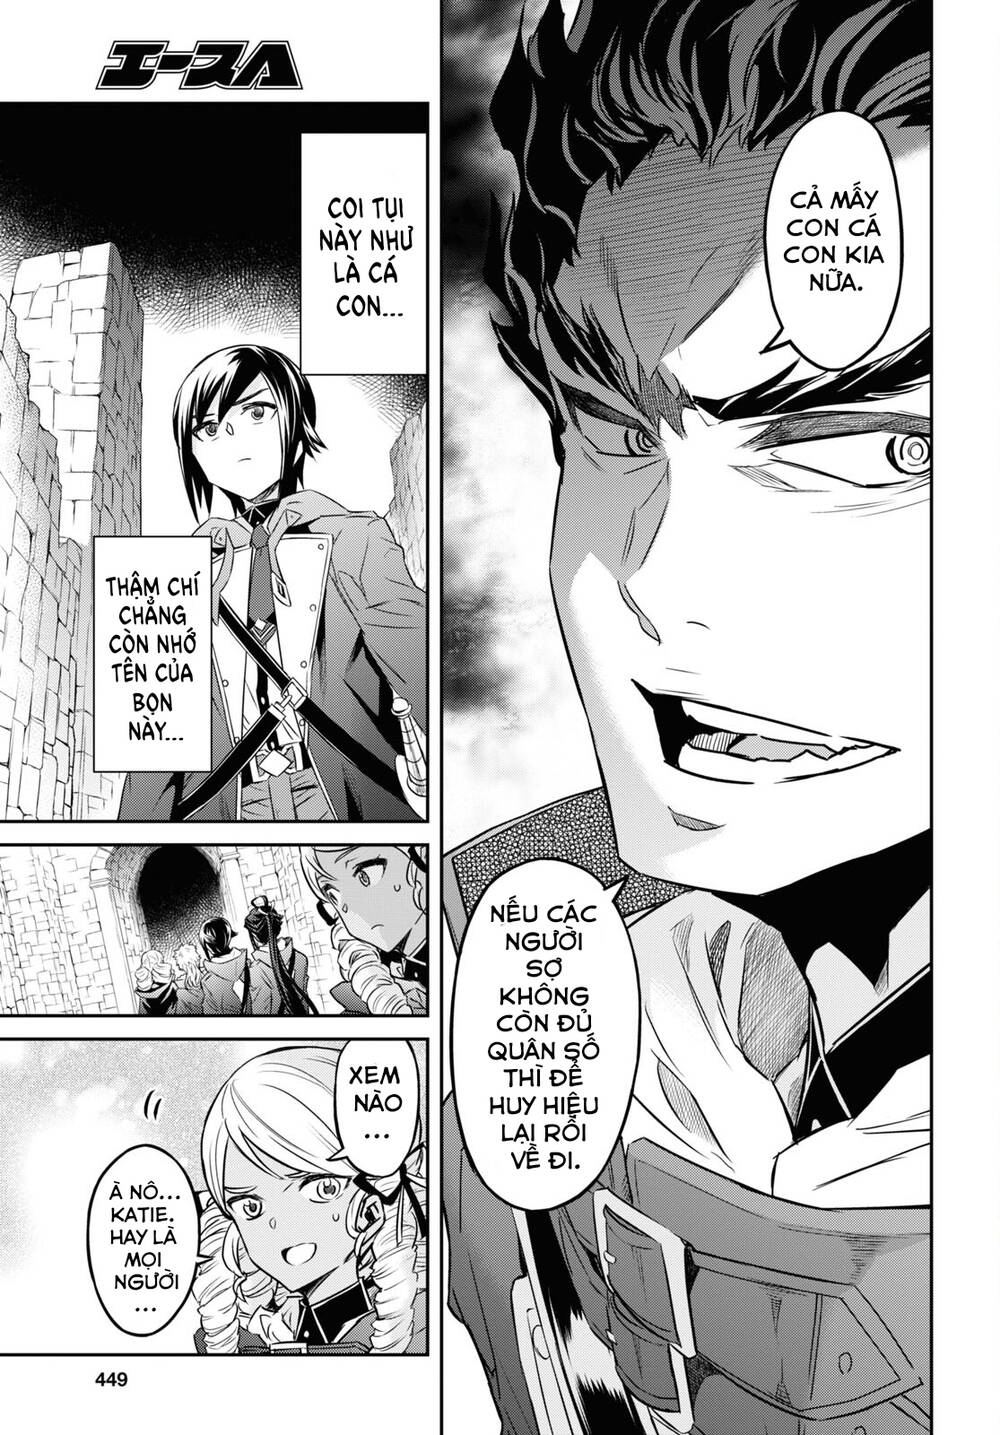 CẢ MẤY
CON CÁ
CON KIA
NỮA.
NẾU CÁC
NGƯỜI
SỢ
KHÔNG
CÒN ĐỦ
QUÂN SỐ
THÌ ĐỂ
HUY HIỆU
LẠI RỒI
VỀ ĐI.
エースA
COI TỤI
NÀY NHƯ
LÀ CÁ
CON...
THẬM CHÍ
CHẲNG
CÒN NHỚ
TÊN CỦA
BỌN
NÀY...
XEM
NÀO
...
À NÔ...
KATIE.
HAY LÀ
MỌI
NGƯỜI
...
449